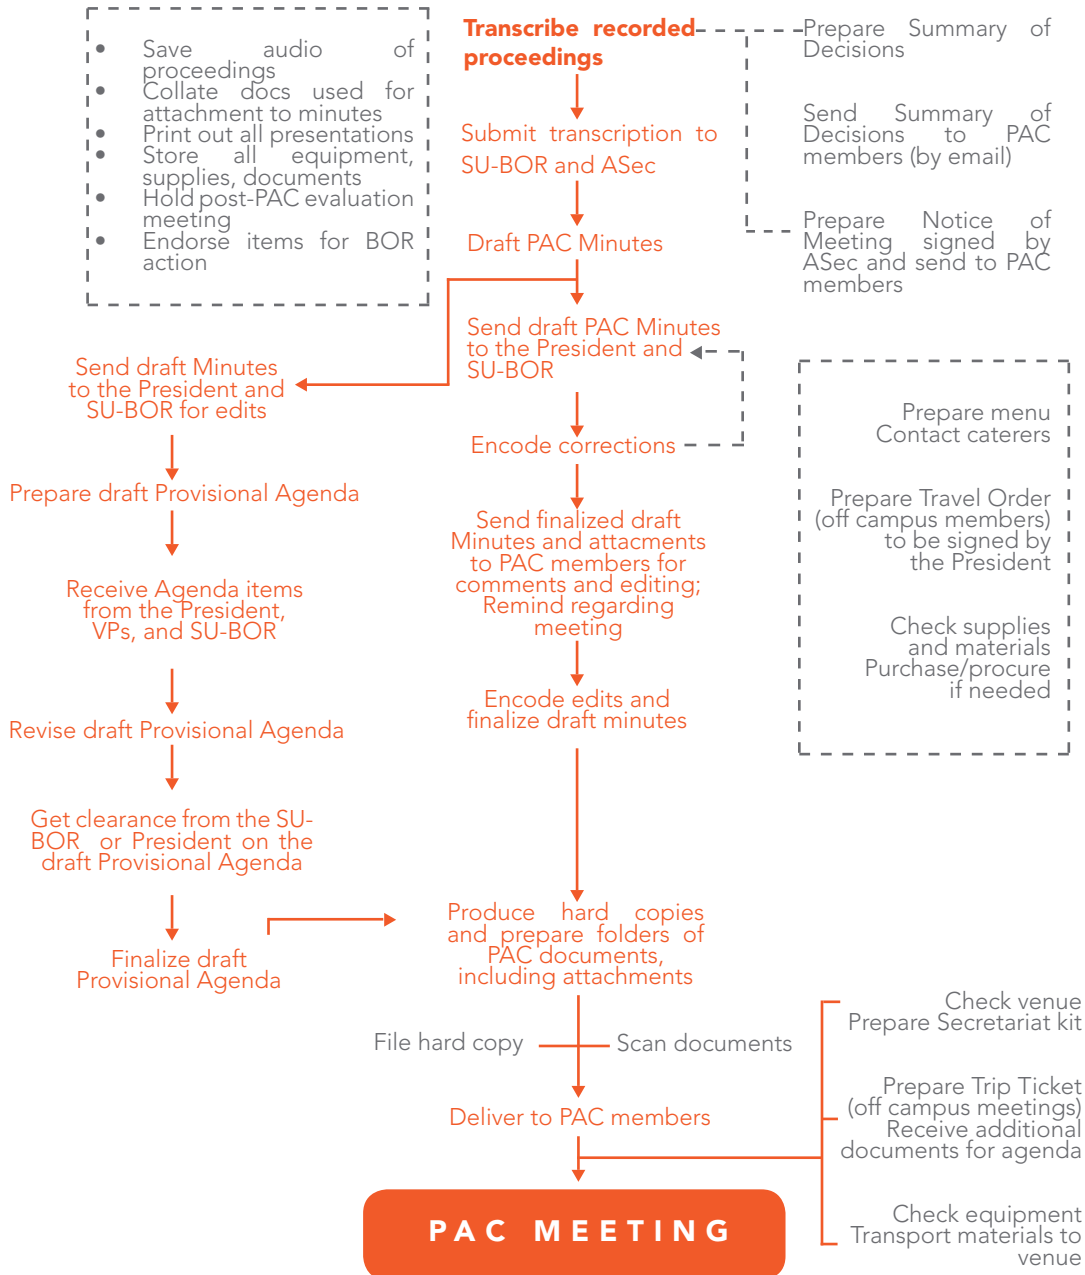 • Save audio of
proceedings
• Collate docs used for
attachment to minutes
• Print out all presentations
• Store all equipment,
supplies, documents
• Hold post-PAC evaluation
meeting
• Endorse items for BOR
action
Transcribe recorded
proceedings
Prepare Summary of
Decisions
Send Summary of
Decisions to PAC
members (by email)
Prepare Notice of
Meeting signed by
ASec and send to PAC
members
Submit transcription to
SU-BOR and ASec
Draft PAC Minutes
Send draft PAC Minutes
to the President and
SU-BOR
Encode corrections
Send finalized draft
Minutes and attacments
to PAC members for
comments and editing;
Remind regarding
meeting
Encode edits and
finalize draft minutes
Send draft Minutes
to the President and
SU-BOR for edits
Prepare draft Provisional Agenda
Receive Agenda items
from the President,
VPs, and SU-BOR
Revise draft Provisional Agenda
Get clearance from the SU-
BOR or President on the
draft Provisional Agenda
Finalize draft
Provisional Agenda
Prepare menu
Contact caterers
Prepare Travel Order
(off campus members)
to be signed by
the President
Check supplies
and materials
Purchase/procure
if needed
Produce hard copies
and prepare folders of
PAC documents,
including attachments
File hard copy
Scan documents
Deliver to PAC members
Check venue
Prepare Secretariat kit
Prepare Trip Ticket
(off campus meetings)
Receive additional
documents for agenda
Check equipment
Transport materials to
venue
PAC MEETING